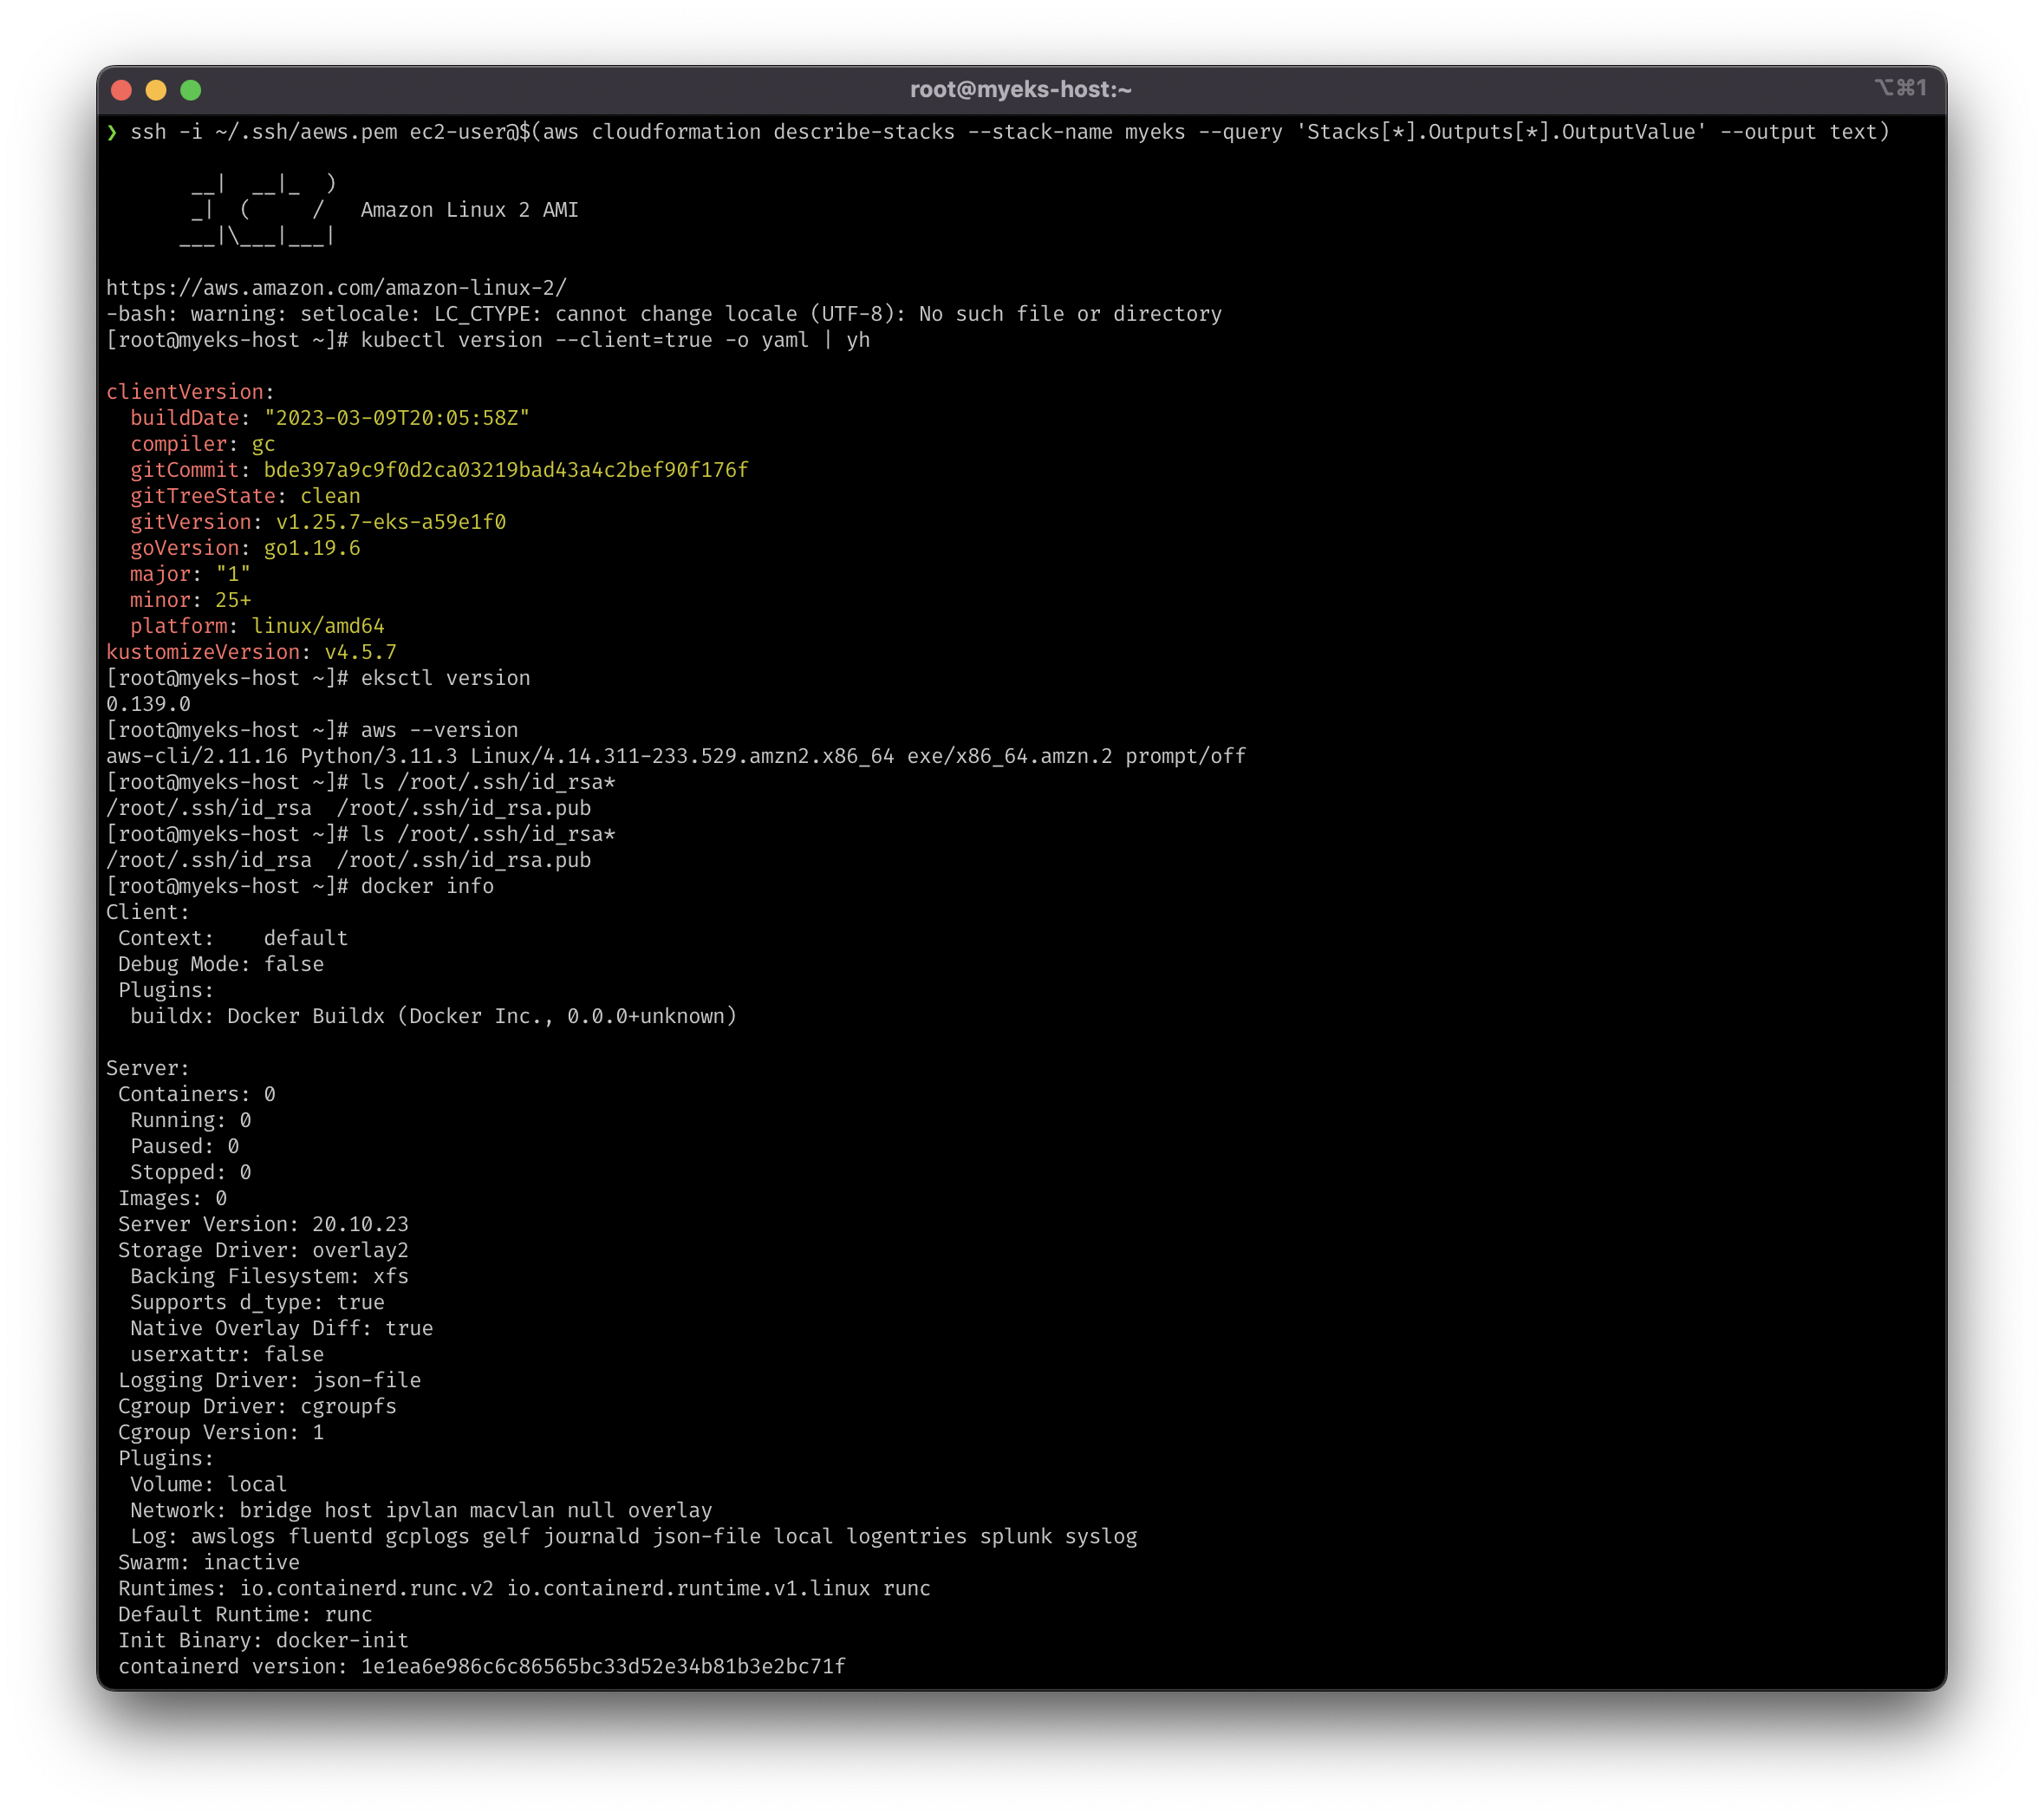 root@myeks-host:~
⌥⌘1
❯ ssh -i ~/.ssh/aews.pem ec2-user@$(aws cloudformation describe-stacks --stack-name myeks --query 'Stacks[*].Outputs[*].OutputValue' --output text)
       __|  __|_  )
       _|  (     /   Amazon Linux 2 AMI
      ___|\___|___|
https://aws.amazon.com/amazon-linux-2/
-bash: warning: setlocale: LC_CTYPE: cannot change locale (UTF-8): No such file or directory
[root@myeks-host ~]# kubectl version --client=true -o yaml | yh
clientVersion:
  buildDate: "2023-03-09T20:05:58Z"
  compiler: gc
  gitCommit: bde397a9c9f0d2ca03219bad43a4c2bef90f176f
  gitTreeState: clean
  gitVersion: v1.25.7-eks-a59e1f0
  goVersion: go1.19.6
  major: "1"
  minor: 25+
  platform: linux/amd64
kustomizeVersion: v4.5.7
[root@myeks-host ~]# eksctl version
0.139.0
[root@myeks-host ~]# aws --version
aws-cli/2.11.16 Python/3.11.3 Linux/4.14.311-233.529.amzn2.x86_64 exe/x86_64.amzn.2 prompt/off
[root@myeks-host ~]# ls /root/.ssh/id_rsa*
/root/.ssh/id_rsa  /root/.ssh/id_rsa.pub
[root@myeks-host ~]# ls /root/.ssh/id_rsa*
/root/.ssh/id_rsa  /root/.ssh/id_rsa.pub
[root@myeks-host ~]# docker info
Client:
 Context:    default
 Debug Mode: false
 Plugins:
  buildx: Docker Buildx (Docker Inc., 0.0.0+unknown)
Server:
 Containers: 0
  Running: 0
  Paused: 0
  Stopped: 0
 Images: 0
 Server Version: 20.10.23
 Storage Driver: overlay2
  Backing Filesystem: xfs
  Supports d_type: true
  Native Overlay Diff: true
  userxattr: false
 Logging Driver: json-file
 Cgroup Driver: cgroupfs
 Cgroup Version: 1
 Plugins:
  Volume: local
  Network: bridge host ipvlan macvlan null overlay
  Log: awslogs fluentd gcplogs gelf journald json-file local logentries splunk syslog
 Swarm: inactive
 Runtimes: io.containerd.runc.v2 io.containerd.runtime.v1.linux runc
 Default Runtime: runc
 Init Binary: docker-init
 containerd version: 1e1ea6e986c6c86565bc33d52e34b81b3e2bc71f